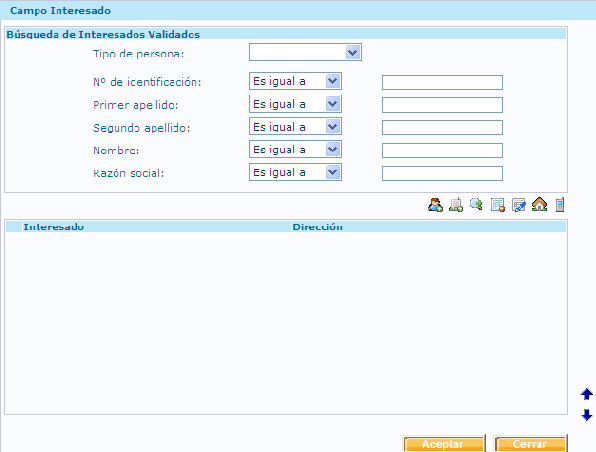 Campo Interesado
Búsqueda de Interesados Validados
Tipo de persona:
Nº de identificación: Es igual a
Primer apellido: Es igual a
Segundo apellido: Es igual a
Nombre: Es igual a
Razón social: Es igual a
Interesado Dirección
Aceptar Cerrar